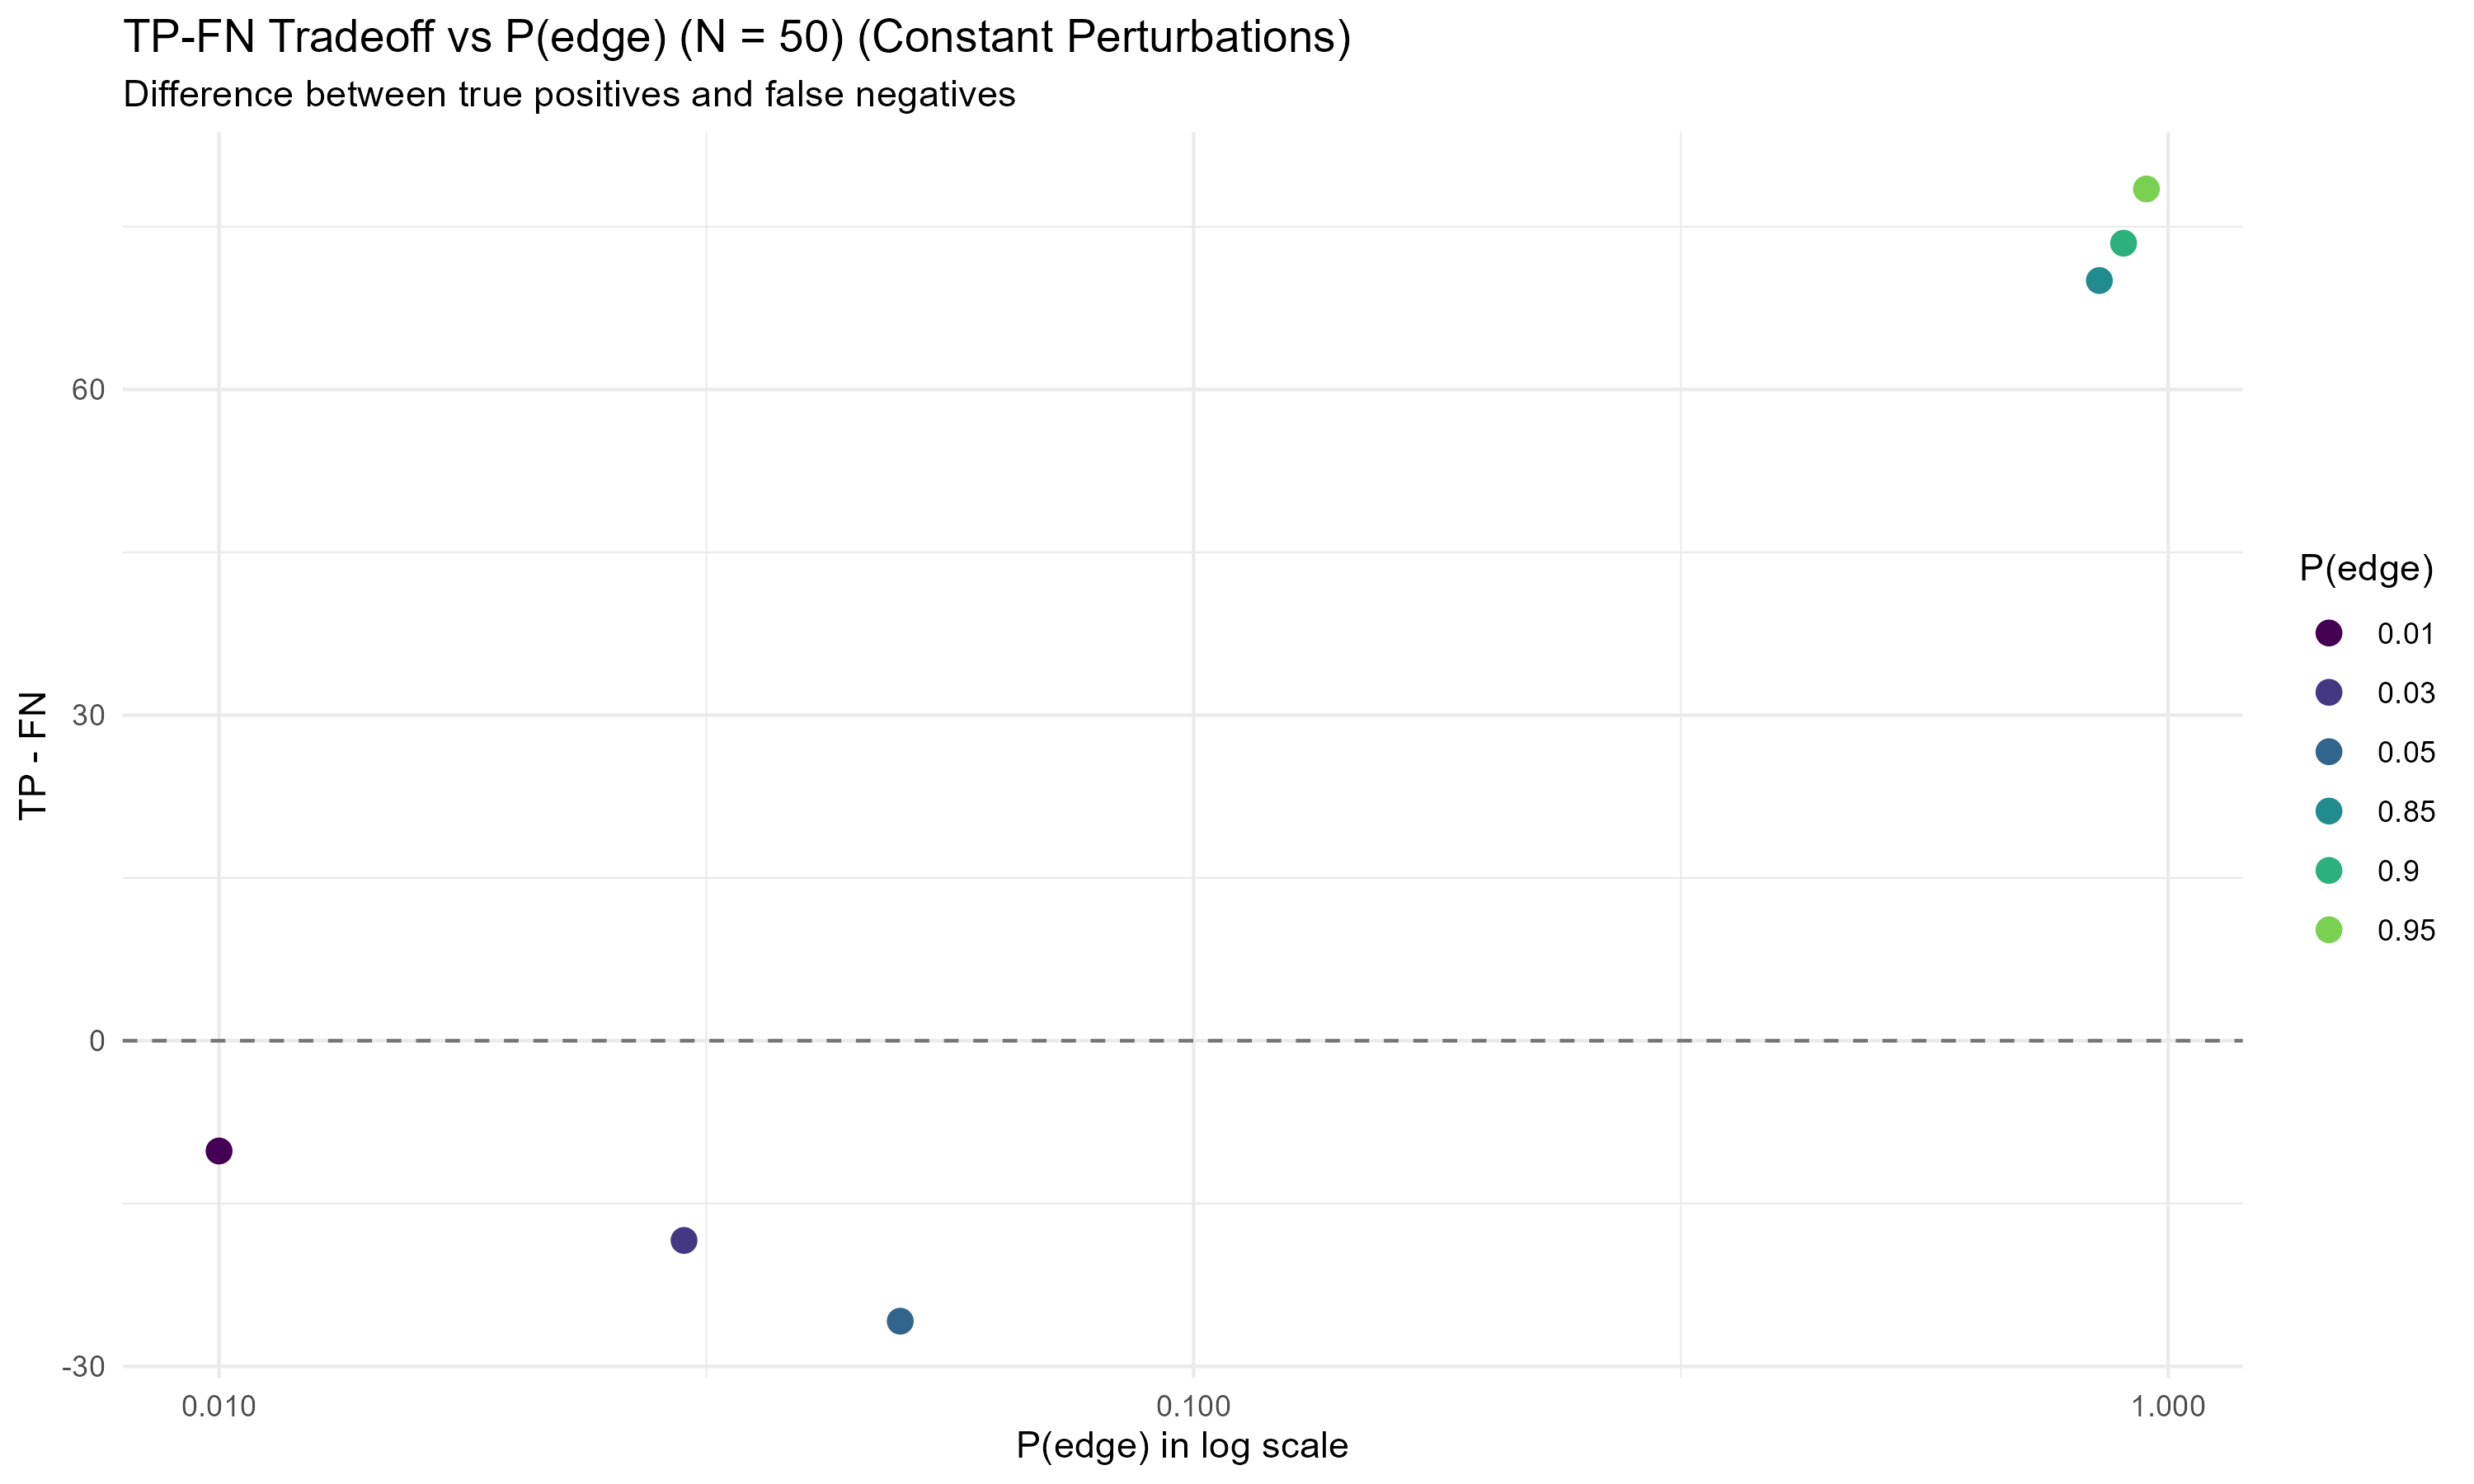 TP-FN Tradeoff vs P(edge) (N = 50) (Constant Perturbations)
Difference between true positives and false negatives
TP - FN
60
30
0
-30
0.010
0.100
1.000
P(edge) in log scale
P(edge)
0.01
0.03
0.05
0.85
0.9
0.95